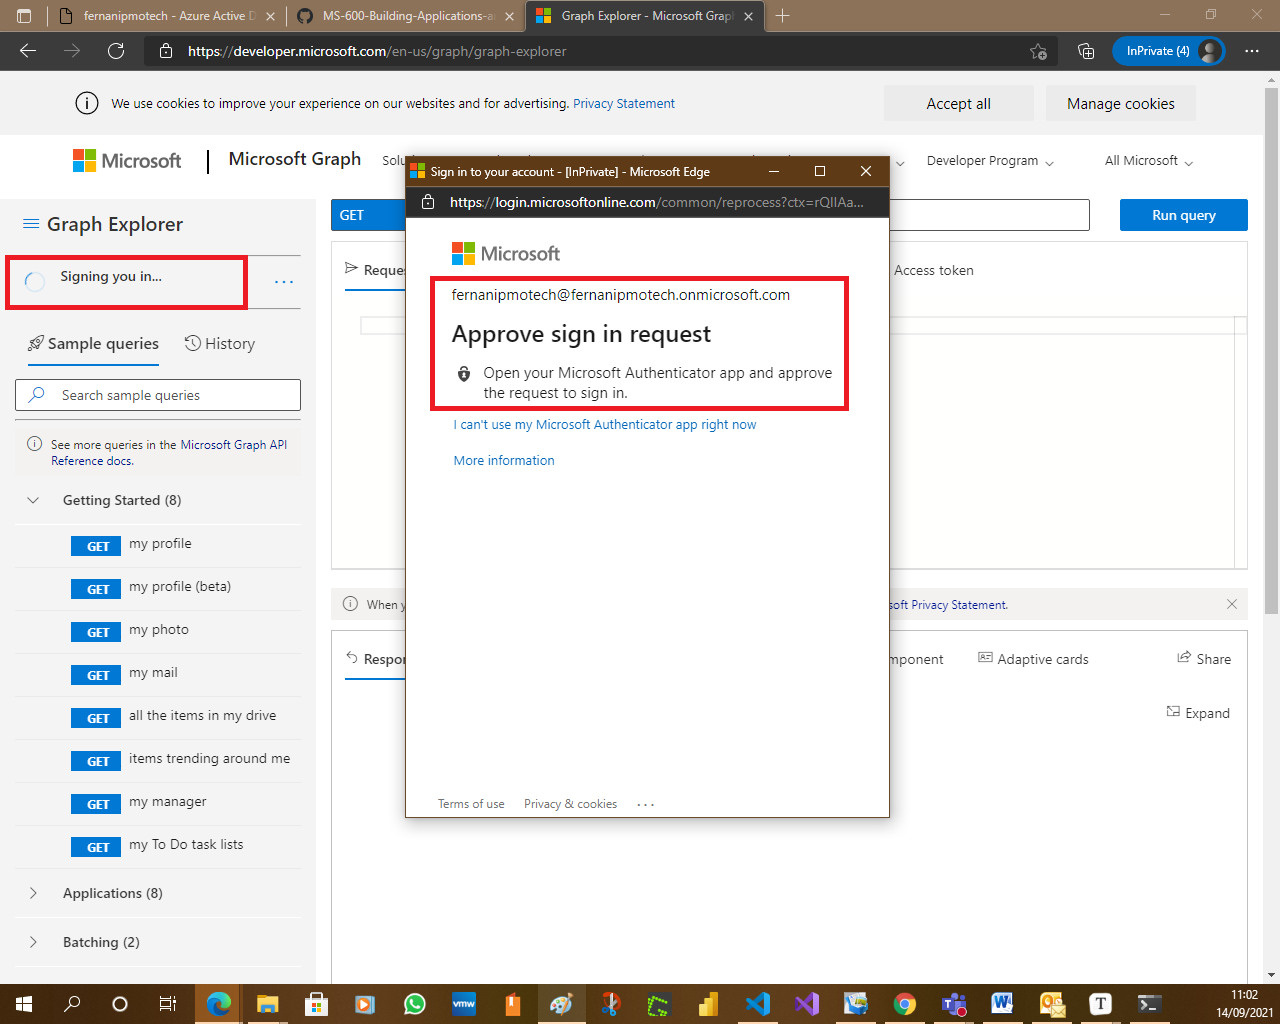 fernanipmotech - Azure Active D
MS-600-Building-Applications-a
Graph Explorer - Microsoft Grap
https://developer.microsoft.com/en-us/graph/graph-explorer
InPrivate (4)
We use cookies to improve your experience on our websites and for advertising. Privacy Statement
Accept all
Manage cookies
Microsoft
Microsoft Graph
Developer Program
All Microsoft
Graph Explorer
GET
Run query
Signing you in...
Access token
Sample queries
History
Search sample queries
See more queries in the Microsoft Graph API
Reference docs.
Getting Started (8)
GET my profile
GET my profile (beta)
GET my photo
GET my mail
GET all the items in my drive
GET items trending around me
GET my manager
GET my To Do task lists
Applications (8)
Batching (2)
Sign in to your account - [InPrivate] - Microsoft Edge
https://login.microsoftonline.com/common/reprocess?ctx=rQIIAa...
Microsoft
fernanipmotech@fernanipmotech.onmicrosoft.com
Approve sign in request
Open your Microsoft Authenticator app and approve
the request to sign in.
I can't use my Microsoft Authenticator app right now
More information
Terms of use
Privacy & cookies
When y
soft Privacy Statement.
Respo
mponent
Adaptive cards
Share
Expand
vmw
11:02
14/09/2021